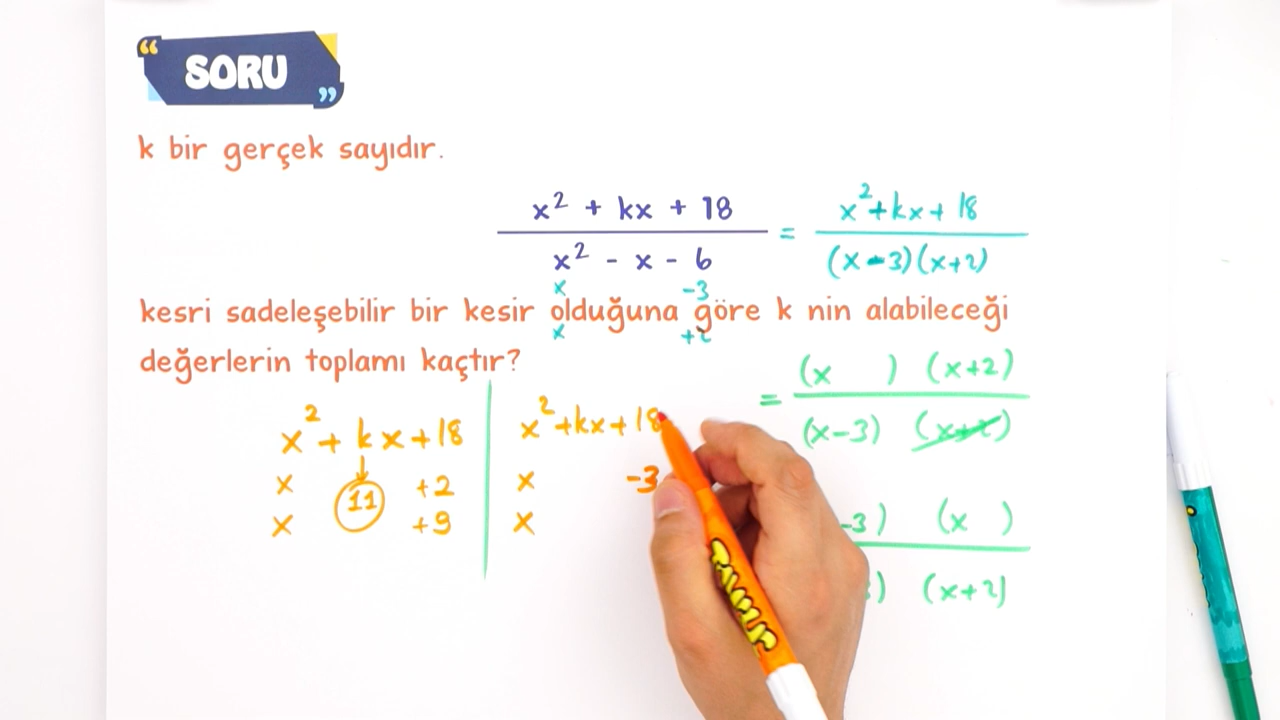 “ SORU ”
k bir gerçek sayıdır.
x² + kx + 18 = x²+kx+18
x² - x - 6 (x-3)(x+2)
x -3
kesri sadeleşebilir bir kesir olduğuna göre k nin alabileceği
x +2
değerlerin toplamı kaçtır?
= (x ) (x+2)
(x-3) (x+2)
x²+kx+18
x 11 +2
x +9
x²+kx+18
x -3
x
-3) (x )
) (x+2)